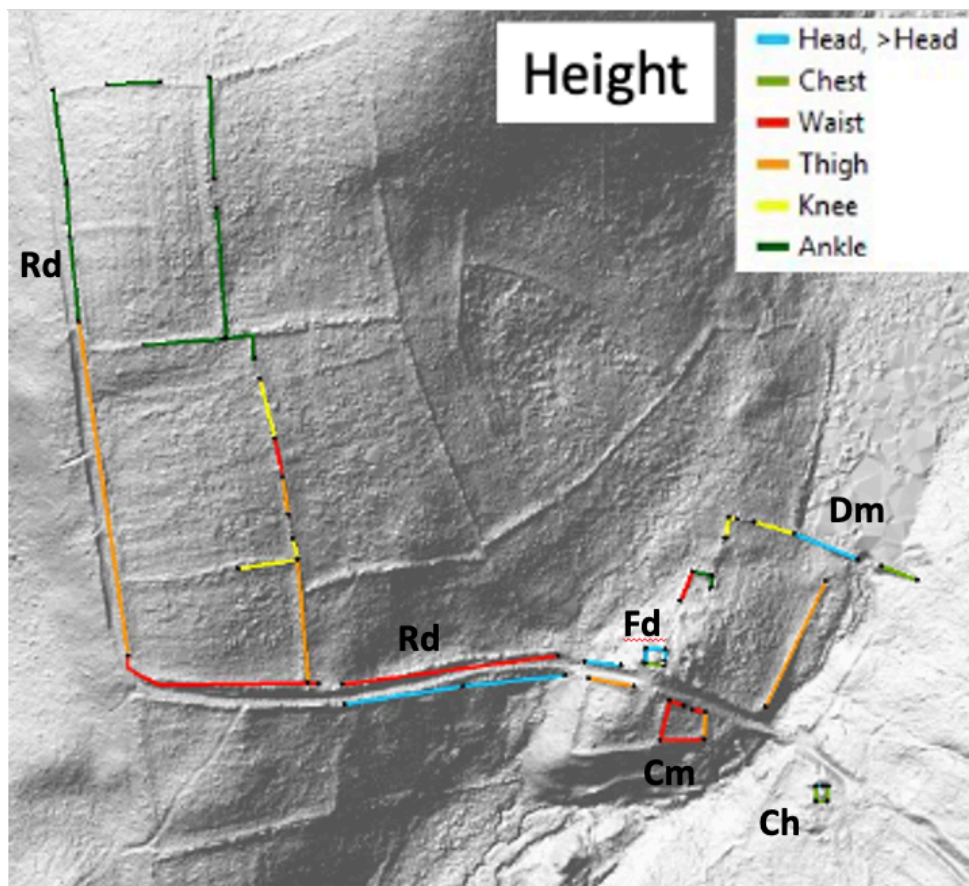 Height
Head, >Head
Chest
Waist
Thigh
Knee
Ankle
Rd
Dm
Fd
Rd
Cm
Ch